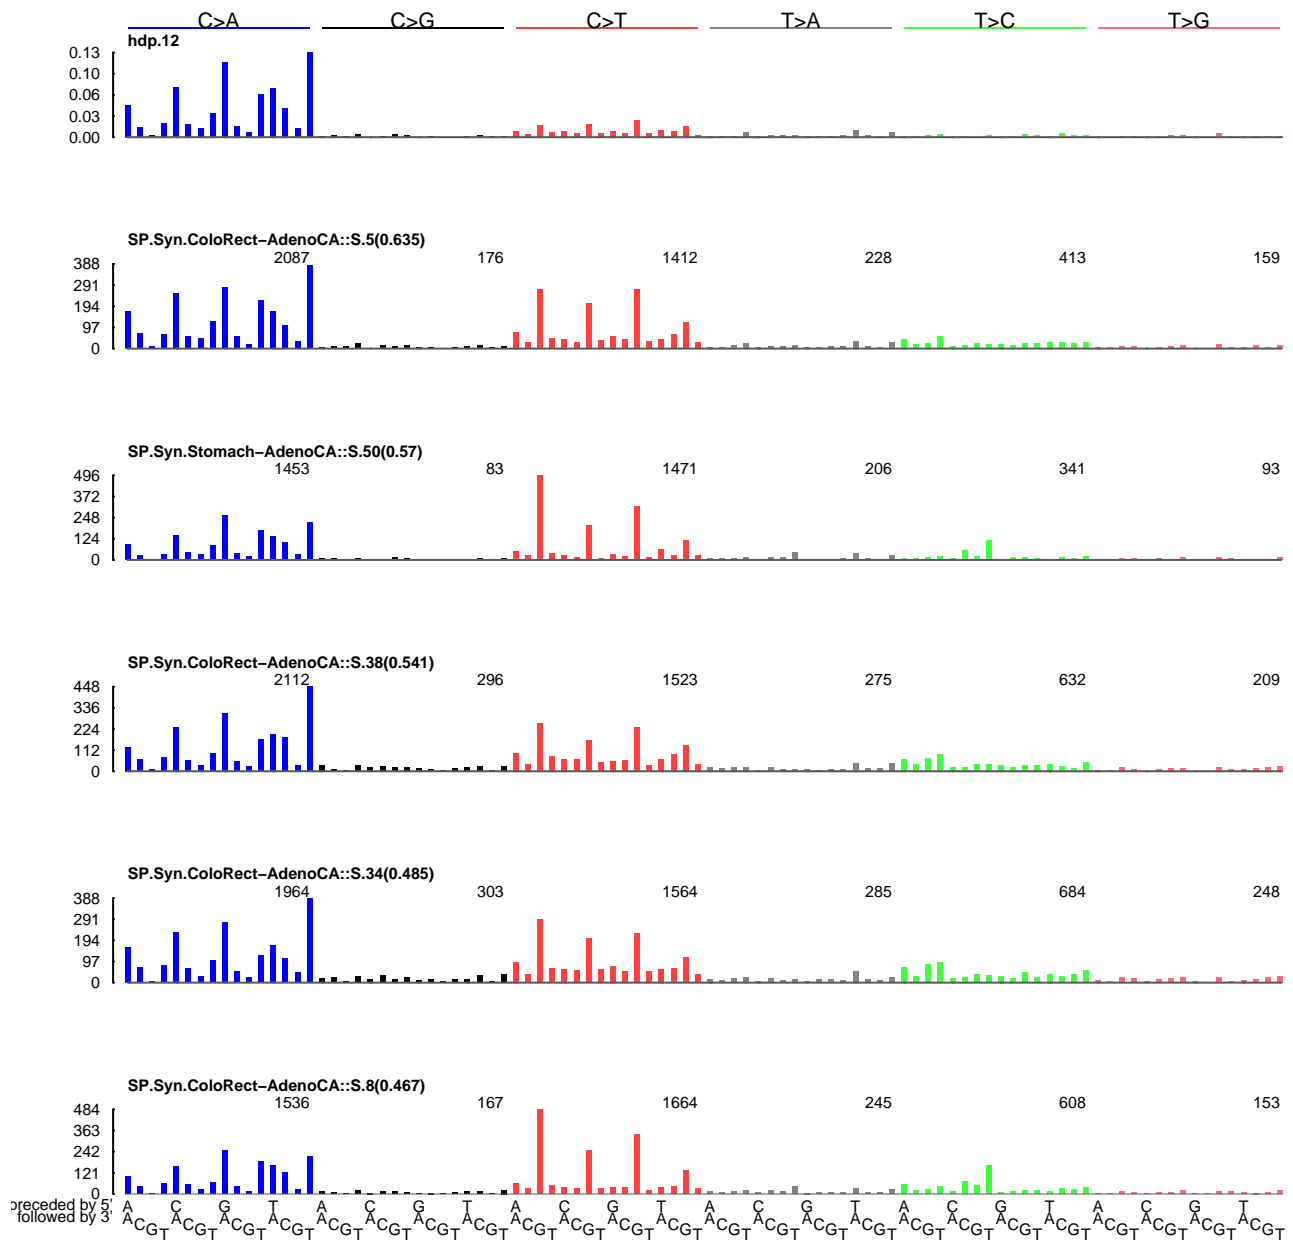 C>A C>G C>T T>A T>C T>G
hdp.12
0.13
0.10
0.06
0.03
0.00
SP.Syn.ColoRect−AdenoCA::S.5(0.635)
2087 176 1412 228 413 159
388
291
194
97
0
SP.Syn.Stomach−AdenoCA::S.50(0.57)
1453 83 1471 206 341 93
496
372
248
124
0
SP.Syn.ColoRect−AdenoCA::S.38(0.541)
2112 296 1523 275 632 209
448
336
224
112
0
SP.Syn.ColoRect−AdenoCA::S.34(0.485)
1964 303 1564 285 684 248
388
291
194
97
0
SP.Syn.ColoRect−AdenoCA::S.8(0.467)
1536 167 1664 245 608 153
484
363
242
121
0
preceded by 5' A C G T A C G T A C G T A C G T A C G T A C G T
followed by 3' A C G T A C G T A C G T A C G T A C G T A C G T A C G T A C G T A C G T A C G T A C G T A C G T A C G T A C G T A C G T A C G T A C G T A C G T A C G T A C G T A C G T A C G T A C G T A C G T